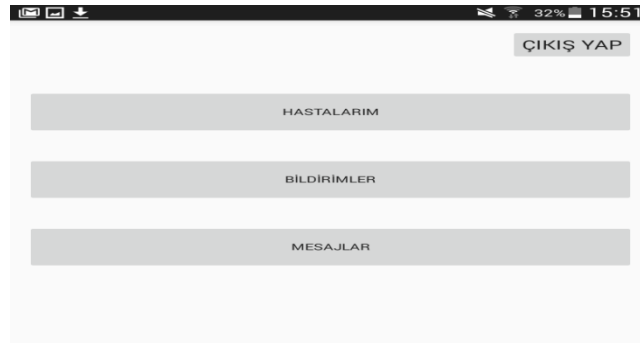 32% 15:51
ÇIKIŞ YAP
HASTALARIM
BİLDİRİMLER
MESAJLAR